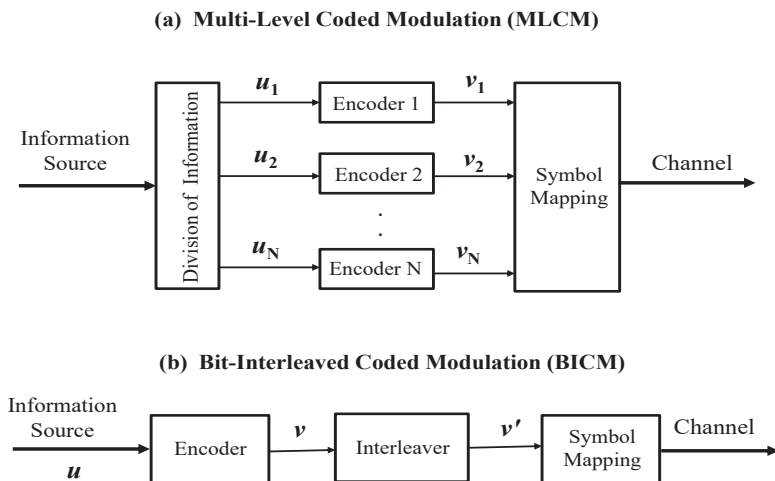 (a) Multi-Level Coded Modulation (MLCM)
Information
Source
Division of Information
u1
Encoder 1
v1
u2
Encoder 2
v2
.
.
uN
Encoder N
vN
Symbol
Mapping
Channel
(b) Bit-Interleaved Coded Modulation (BICM)
Information
Source
u
Encoder
v
Interleaver
v′
Symbol
Mapping
Channel